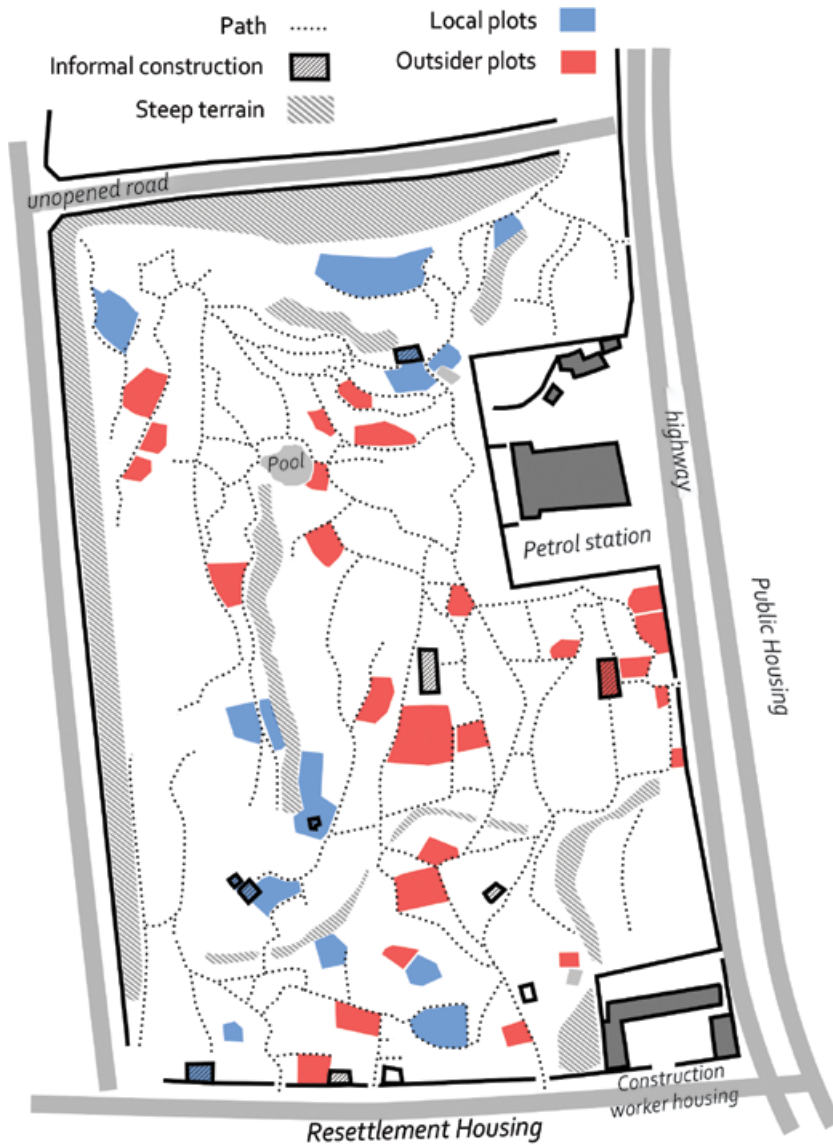 Path
Local plots
Informal construction
Outsider plots
Steep terrain
unopened road
highway
Pool
Petrol station
Public Housing
Construction
worker housing
Resettlement Housing